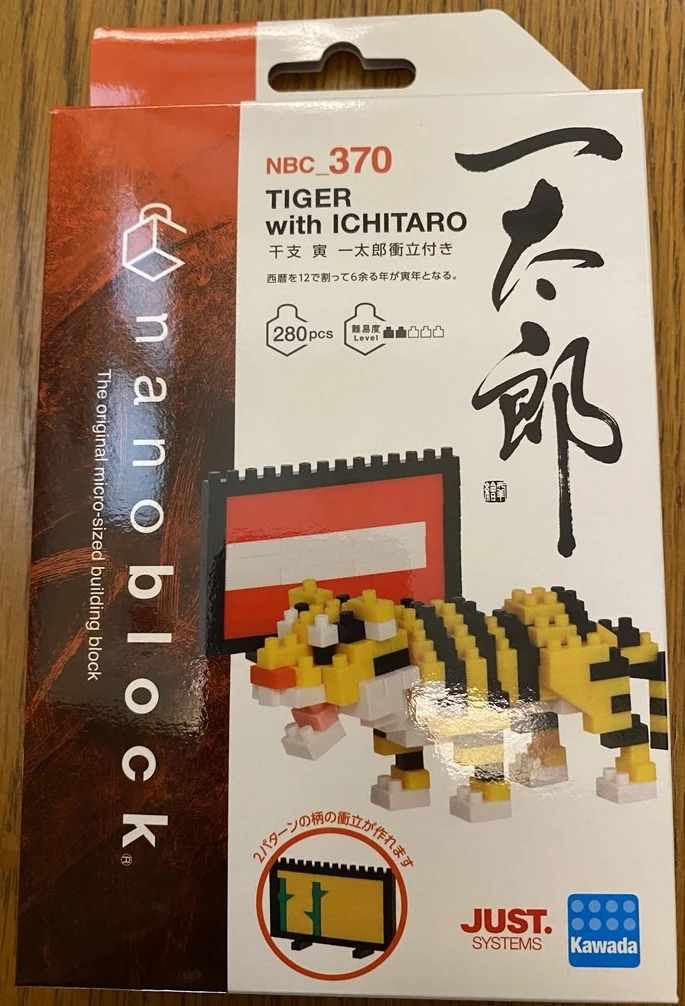 NBC_370
TIGER
with ICHITARO
干支 寅 一太郎衝立付き
西暦を12で割って6余る年が寅年となる。
280pcs
難易度
Level
一太郎
nanoblock®
The original micro-sized building block
2パターンの柄の衝立が作れます
JUST.
SYSTEMS
Kawada